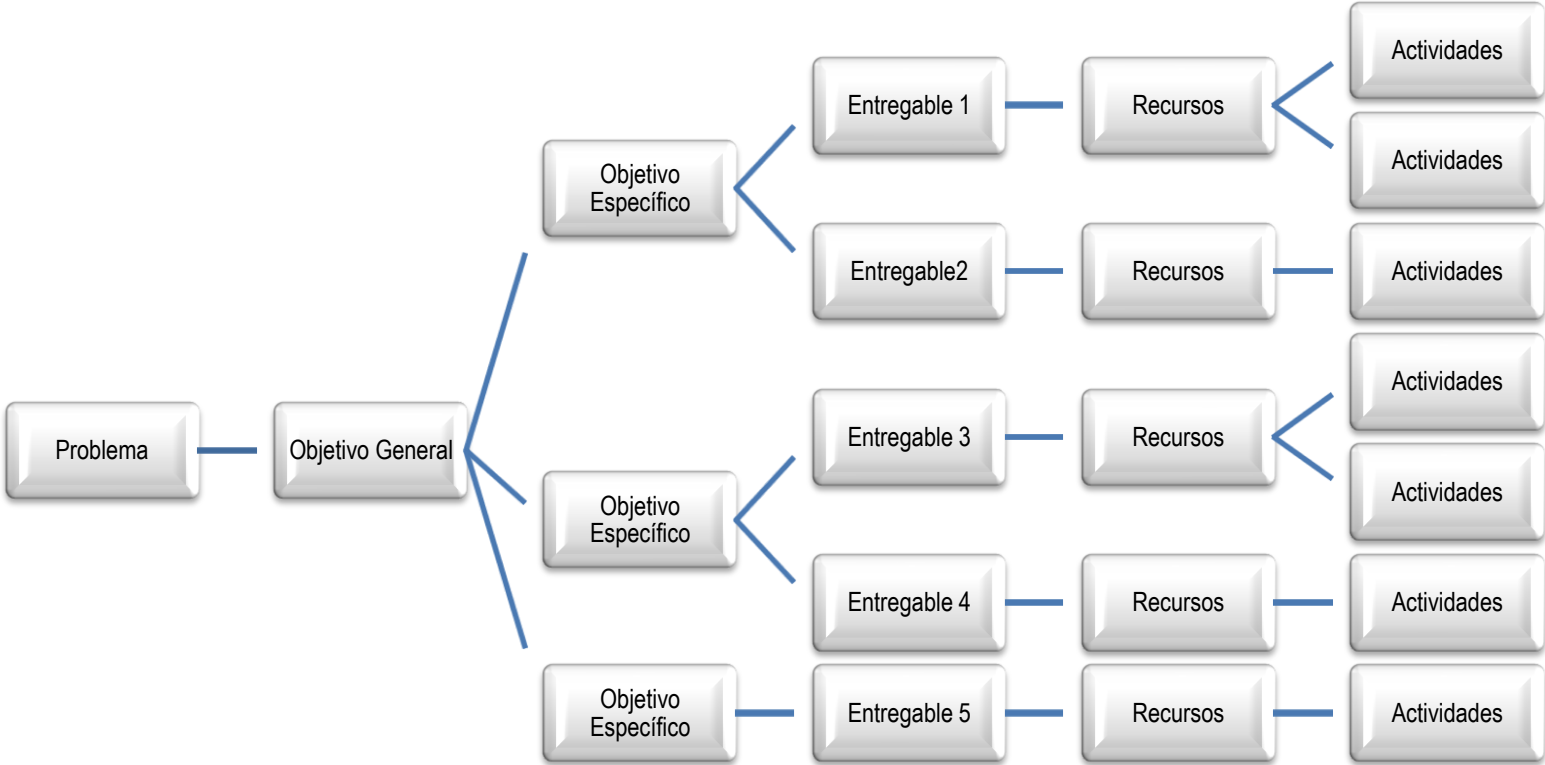 Problema
Objetivo General
Objetivo
Específico
Entregable 1
Recursos
Actividades
Actividades
Entregable2
Recursos
Actividades
Objetivo
Específico
Entregable 3
Recursos
Actividades
Actividades
Entregable 4
Recursos
Actividades
Objetivo
Específico
Entregable 5
Recursos
Actividades